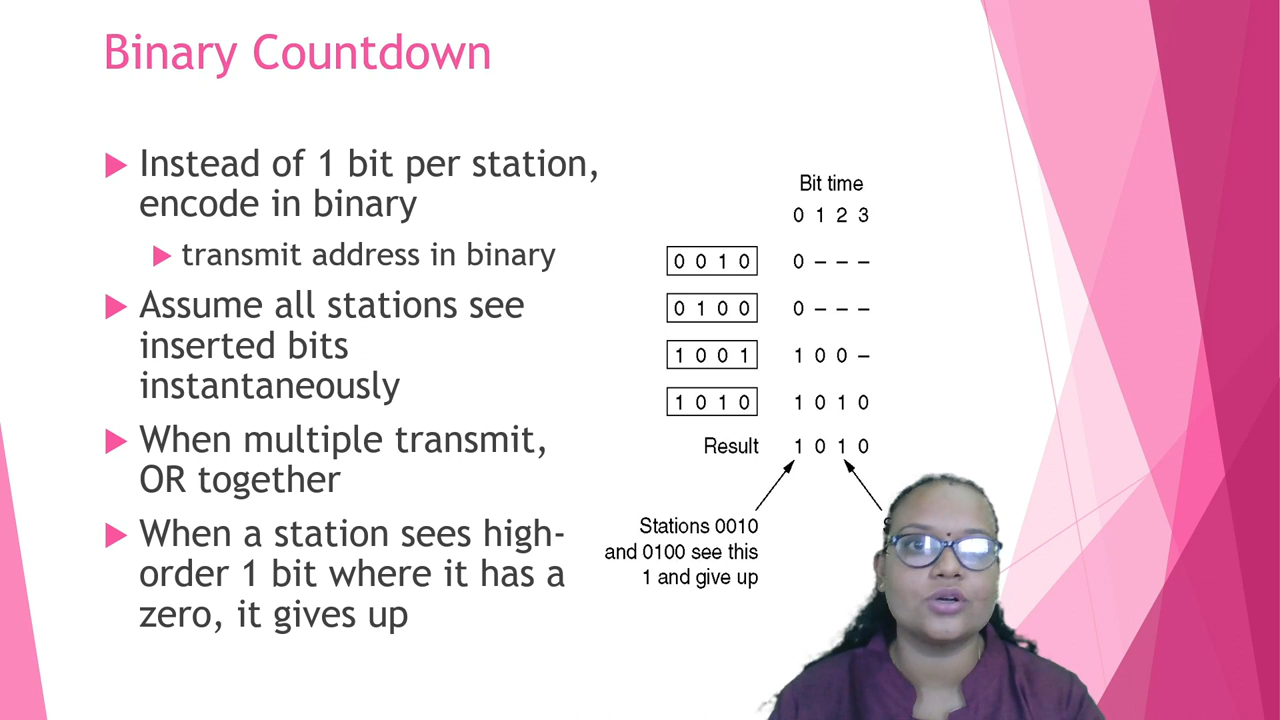 Binary Countdown
Instead of 1 bit per station,
encode in binary
transmit address in binary
Assume all stations see
inserted bits
instantaneously
When multiple transmit,
OR together
When a station sees high-
order 1 bit where it has a
zero, it gives up
Bit time
0 1 2 3
0 0 1 0 0 – – –
0 1 0 0 0 – – –
1 0 0 1 1 0 0 –
1 0 1 0 1 0 1 0
Result 1 0 1 0
Stations 0010
and 0100 see this
1 and give up